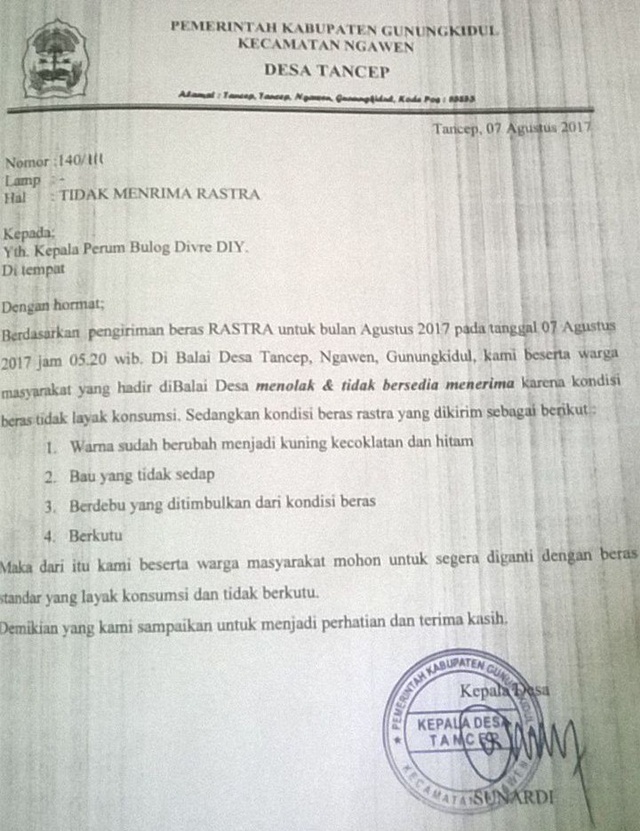 PEMERINTAH KABUPATEN GUNUNGKIDUL
KECAMATAN NGAWEN
DESA TANCEP
Alamat : Tancep, Tancep, Ngawen, Gunungkidul, Kode Pos :
Tancep, 07 Agustus 2017
Nomor :140/
Lamp : -
Hal : TIDAK MENRIMA RASTRA
Kepada;
Yth. Kepala Perum Bulog Divre DIY.
Di tempat
Dengan hormat;
Berdasarkan pengiriman beras RASTRA untuk bulan Agustus 2017 pada tanggal 07 Agustus
2017 jam 05.20 wib. Di Balai Desa Tancep, Ngawen, Gunungkidul, kami beserta warga
masyarakat yang hadir diBalai Desa menolak & tidak bersedia menerima karena kondisi
beras tidak layak konsumsi. Sedangkan kondisi beras rastra yang dikirim sebagai berikut :
1. Warna sudah berubah menjadi kuning kecoklatan dan hitam
2. Bau yang tidak sedap
3. Berdebu yang ditimbulkan dari kondisi beras
4. Berkutu
Maka dari itu kami beserta warga masyarakat mohon untuk segera diganti dengan beras
standar yang layak konsumsi dan tidak berkutu.
Demikian yang kami sampaikan untuk menjadi perhatian dan terima kasih.
Kepala Desa
PEMERINTAH KABUPATEN GUNUNGKIDUL
KEPALA DESA
TANCEP
KECAMATAN NGAWEN
SUNARDI